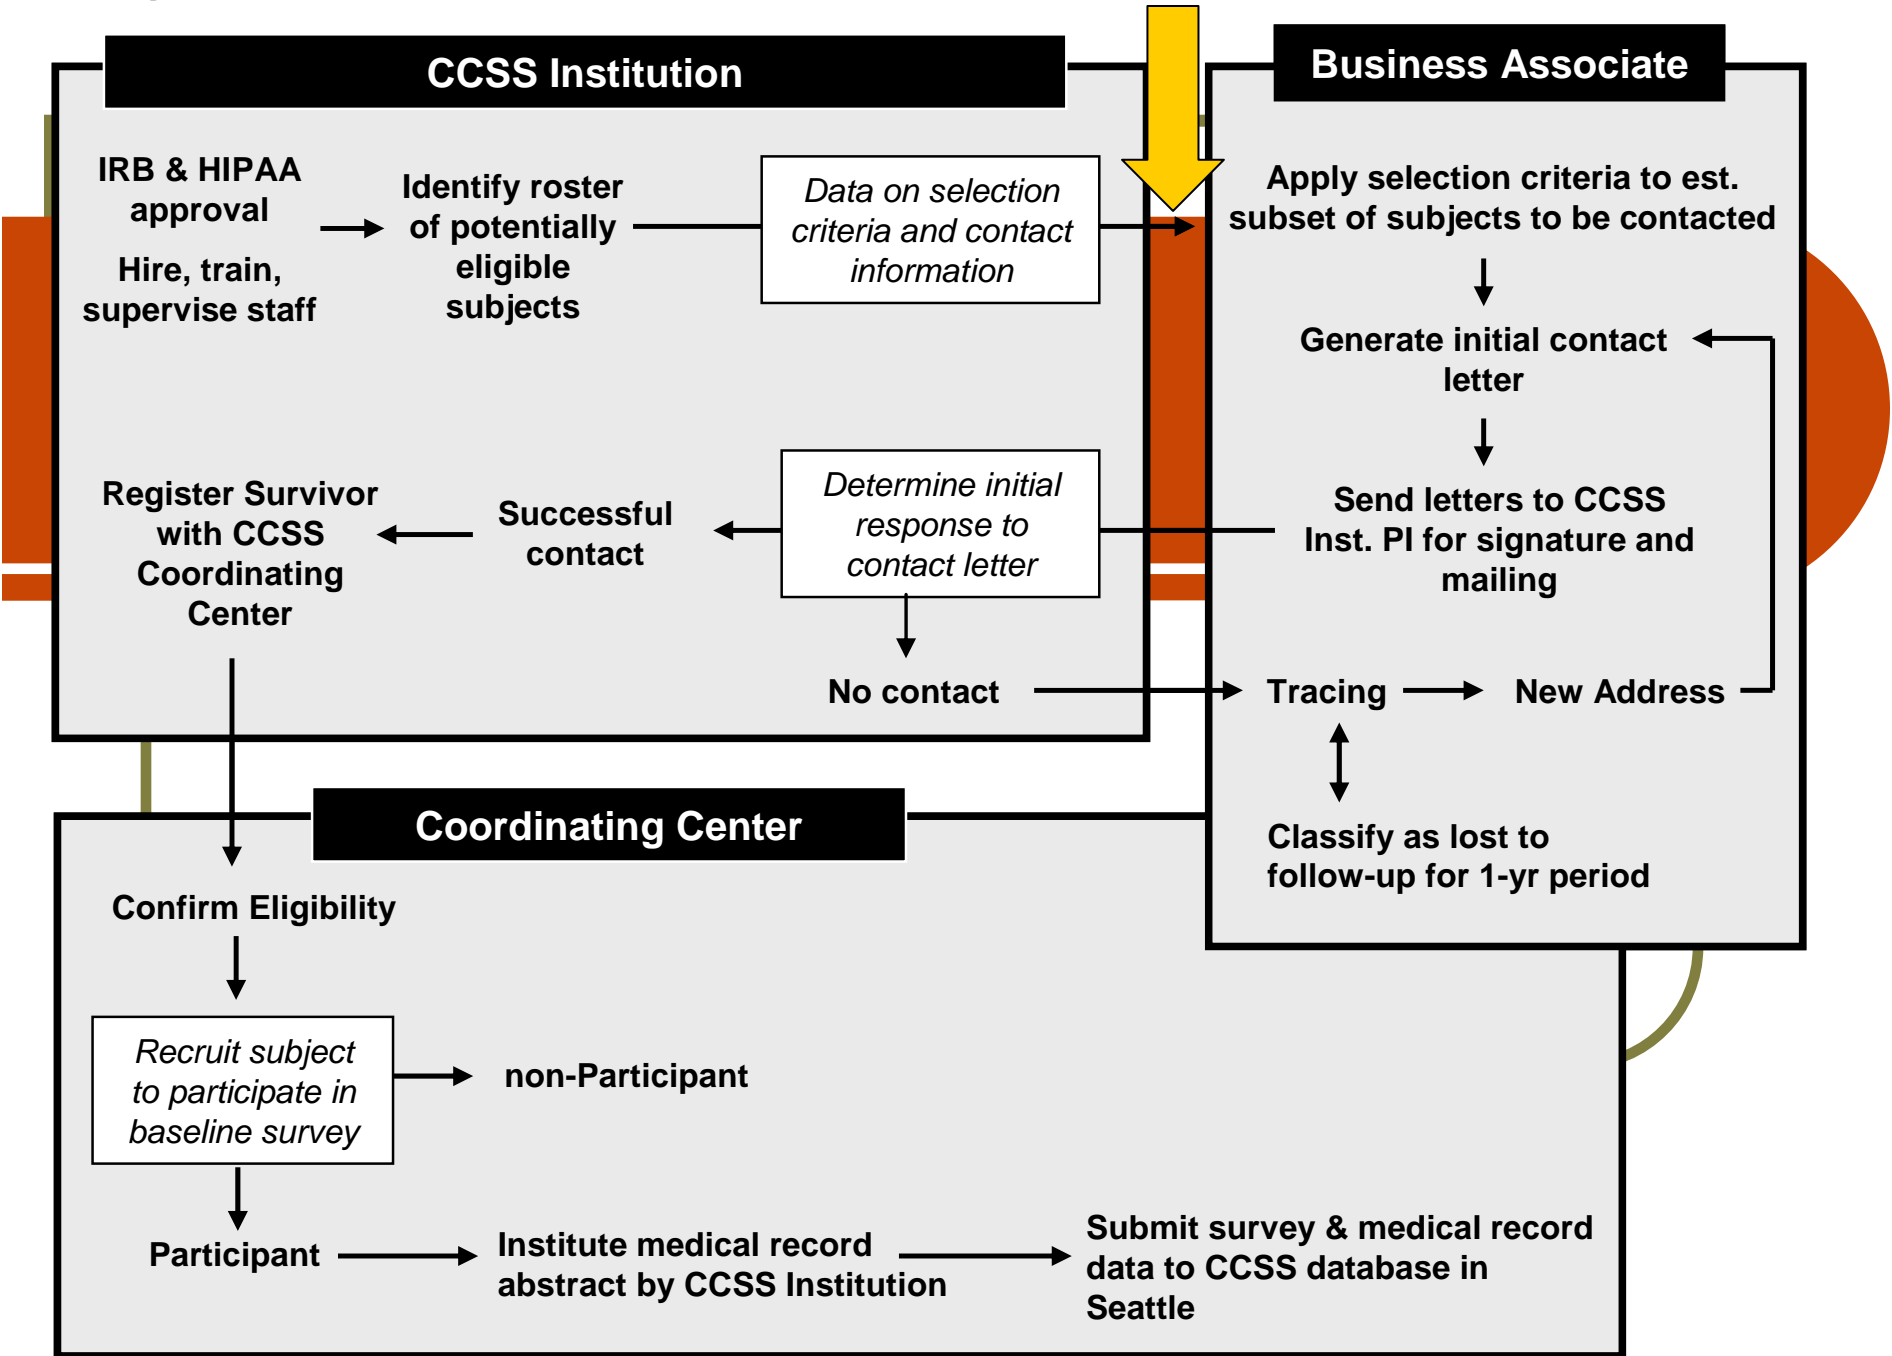 CCSS Institution
IRB & HIPAA
approval
Hire, train,
supervise staff
Identify roster
of potentially
eligible
subjects
Data on selection
criteria and contact
information
Register Survivor
with CCSS
Coordinating
Center
Successful
contact
Determine initial
response to
contact letter
No contact
Business Associate
Apply selection criteria to est.
subset of subjects to be contacted
Generate initial contact
letter
Send letters to CCSS
Inst. PI for signature and
mailing
Tracing
New Address
Classify as lost to
follow-up for 1-yr period
Coordinating Center
Confirm Eligibility
Recruit subject
to participate in
baseline survey
non-Participant
Participant
Institute medical record
abstract by CCSS Institution
Submit survey & medical record
data to CCSS database in
Seattle